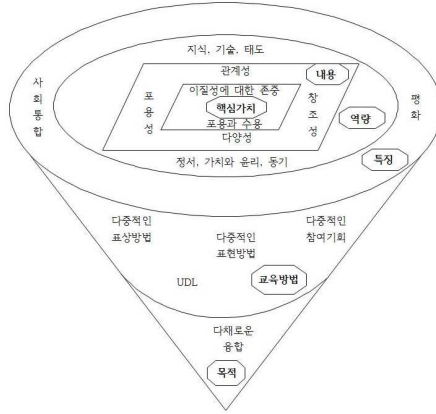 지식, 기술, 태도
관계성
내용
이질성에 대한 존중
핵심가치
포용과 수용
다양성
포용성
창조성
사회통합
평화
역량
정서, 가치와 윤리, 동기
특징
다중적인
표상방법
다중적인
표현방법
다중적인
참여기회
UDL
교육방법
다채로운
융합
목적